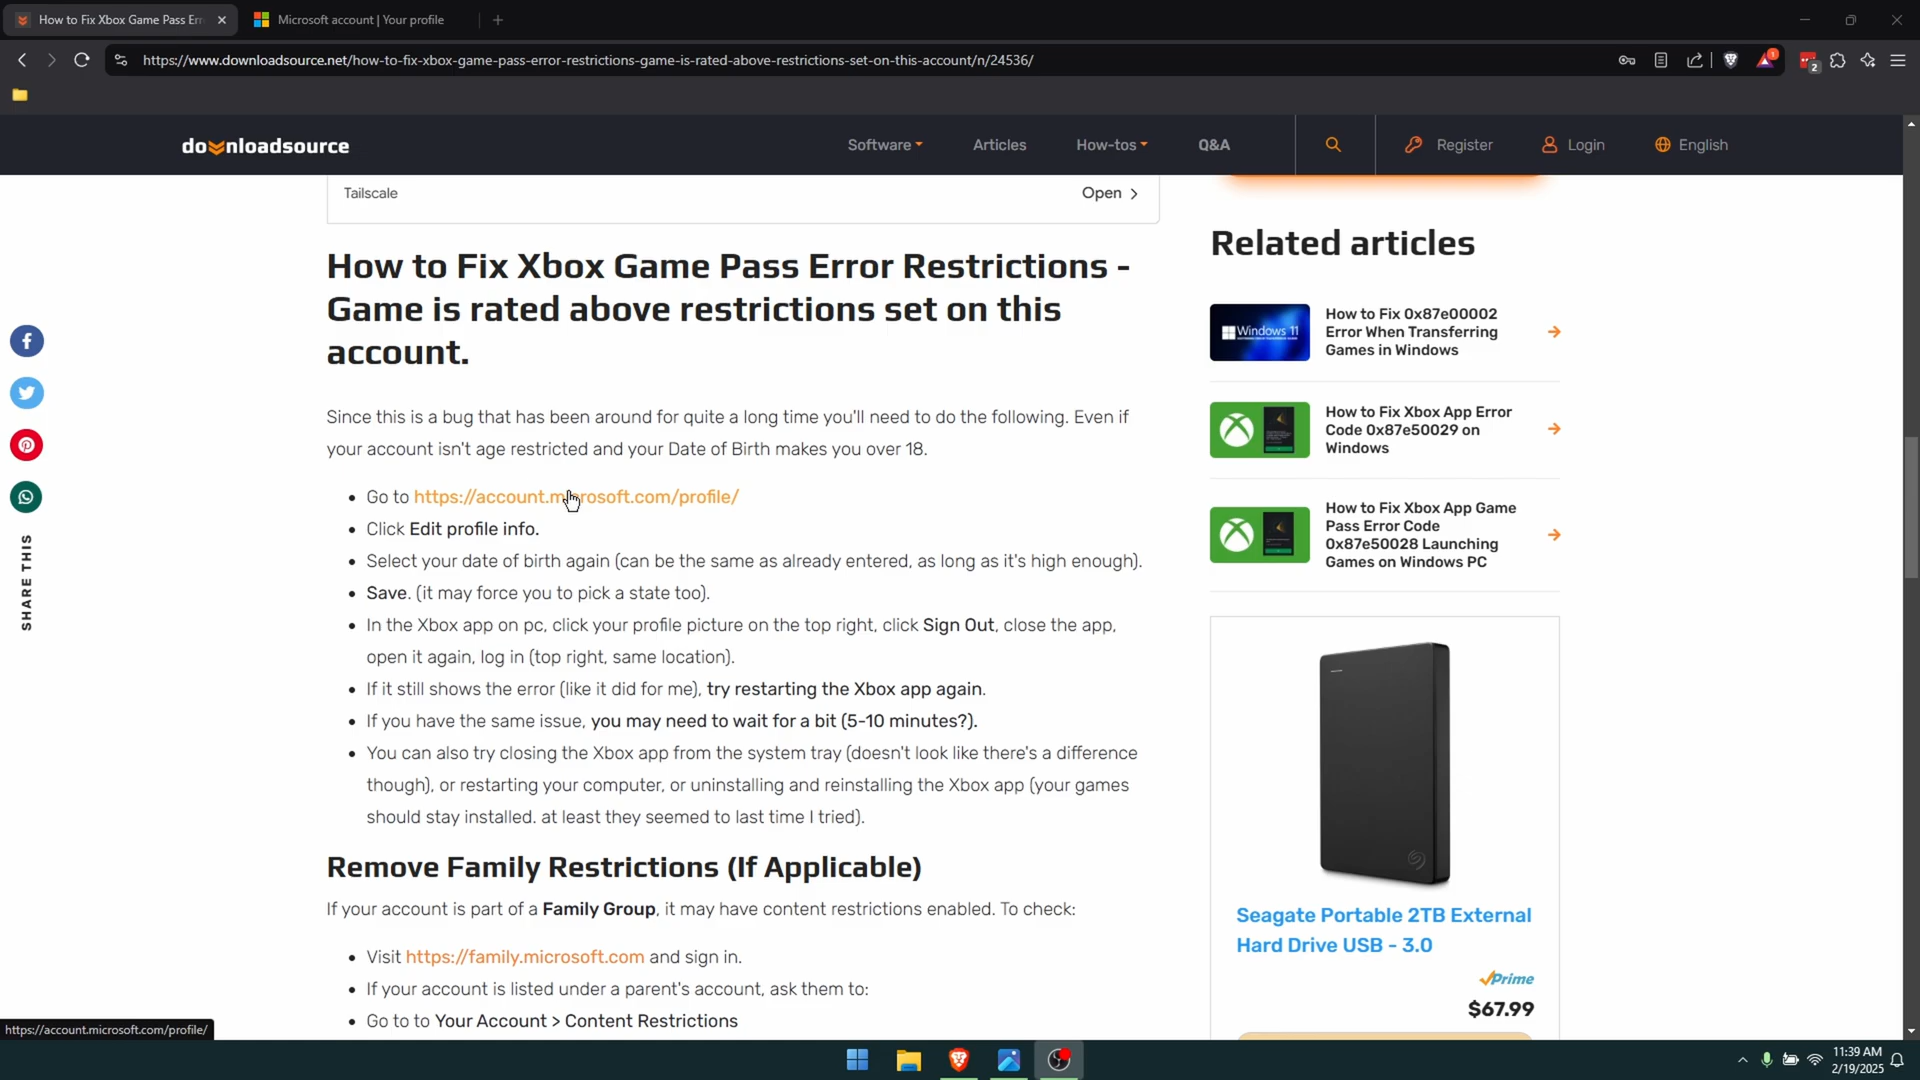 How to Fix Xbox Game Pass Err
Microsoft account | Your profile
https://www.downloadsource.net/how-to-fix-xbox-game-pass-error-restrictions-game-is-rated-above-restrictions-set-on-this-account/n/24536/
1
2
downloadsource
Software
Articles
How-tos
Q&A
Register
Login
English
Tailscale
Open
How to Fix Xbox Game Pass Error Restrictions -
Game is rated above restrictions set on this
account.
Since this is a bug that has been around for quite a long time you'll need to do the following. Even if
your account isn't age restricted and your Date of Birth makes you over 18.
• Go to https://account.microsoft.com/profile/
• Click Edit profile info.
• Select your date of birth again (can be the same as already entered, as long as it's high enough).
• Save. (it may force you to pick a state too).
• In the Xbox app on pc, click your profile picture on the top right, click Sign Out, close the app,
open it again, log in (top right, same location).
• If it still shows the error (like it did for me), try restarting the Xbox app again.
• If you have the same issue, you may need to wait for a bit (5-10 minutes?).
• You can also try closing the Xbox app from the system tray (doesn't look like there's a difference
though), or restarting your computer, or uninstalling and reinstalling the Xbox app (your games
should stay installed. at least they seemed to last time I tried).
Remove Family Restrictions (If Applicable)
If your account is part of a Family Group, it may have content restrictions enabled. To check:
• Visit https://family.microsoft.com and sign in.
• If your account is listed under a parent's account, ask them to:
• Go to to Your Account > Content Restrictions
SHARE THIS
Related articles
Windows 11
How to Fix 0x87e00002
Error When Transferring
Games in Windows
How to Fix Xbox App Error
Code 0x87e50029 on
Windows
How to Fix Xbox App Game
Pass Error Code
0x87e50028 Launching
Games on Windows PC
Seagate Portable 2TB External
Hard Drive USB - 3.0
Prime
$67.99
https://account.microsoft.com/profile/
11:39 AM
2/19/2025